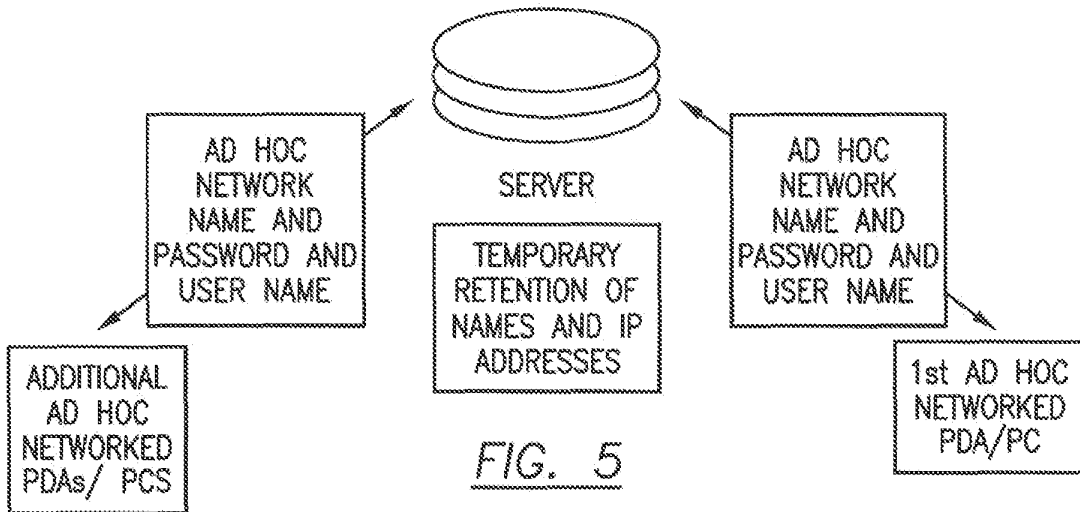 AD HOC
NETWORK
NAME AND
PASSWORD AND
USER NAME
SERVER
AD HOC
NETWORK
NAME AND
PASSWORD AND
USER NAME
TEMPORARY
RETENTION OF
NAMES AND IP
ADDRESSES
ADDITIONAL
AD HOC
NETWORKED
PDAs/ PCS
1st AD HOC
NETWORKED
PDA/PC
FIG. 5